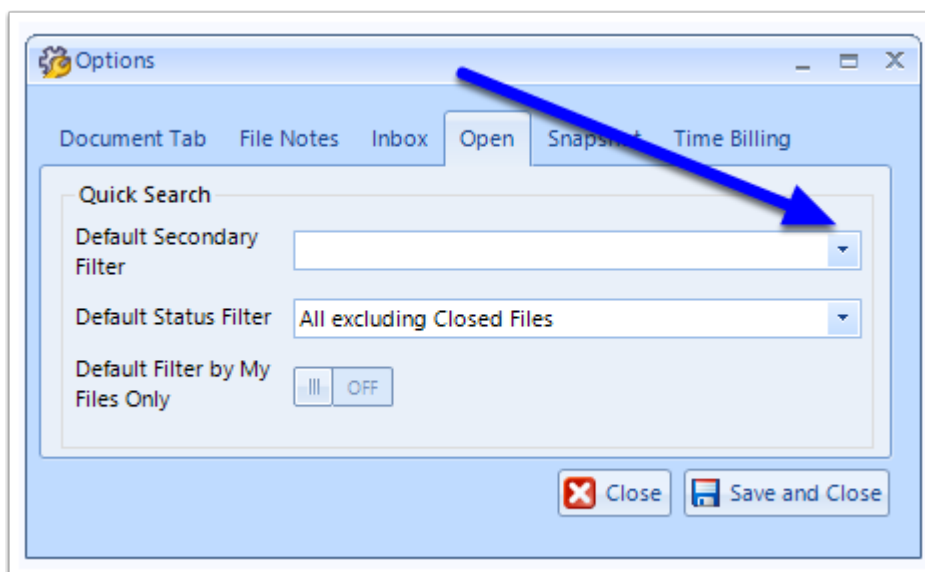 Options
Document Tab File Notes Inbox Open Snapshot Time Billing
Quick Search
Default Secondary
Filter
Default Status Filter All excluding Closed Files
Default Filter by My
Files Only
OFF
Close Save and Close